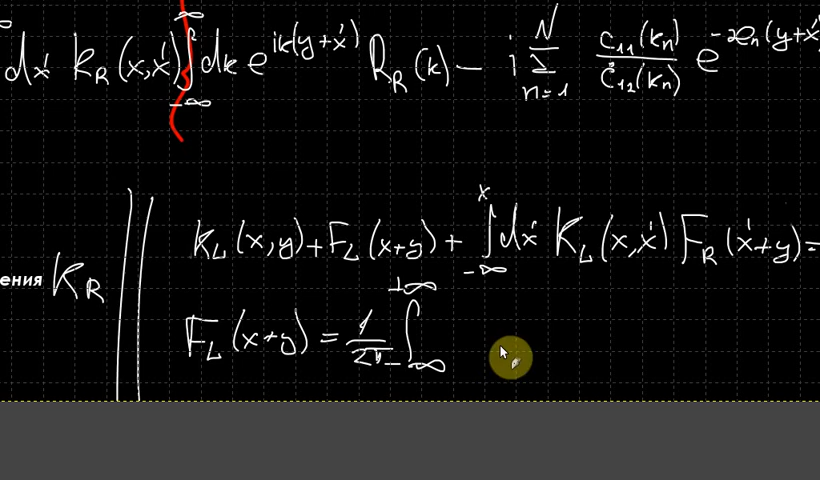 ∫_{-∞}^{∞} dx' K_R(x,x') ∫_{-∞}^{∞} dk e^{ik(y+x')} R_R(k) - i Σ_{n=1}^{N} c_{11}(k_n) / ċ_{12}(k_n) e^{-æ_n(y+x'
K_L(x,y) + F_L(x+y) + ∫_{-∞}^{x} dx' K_L(x,x') F_R(x'+y) =
ения K_R
F_L(x+y) = 1/2π ∫_{-∞}^{+∞}